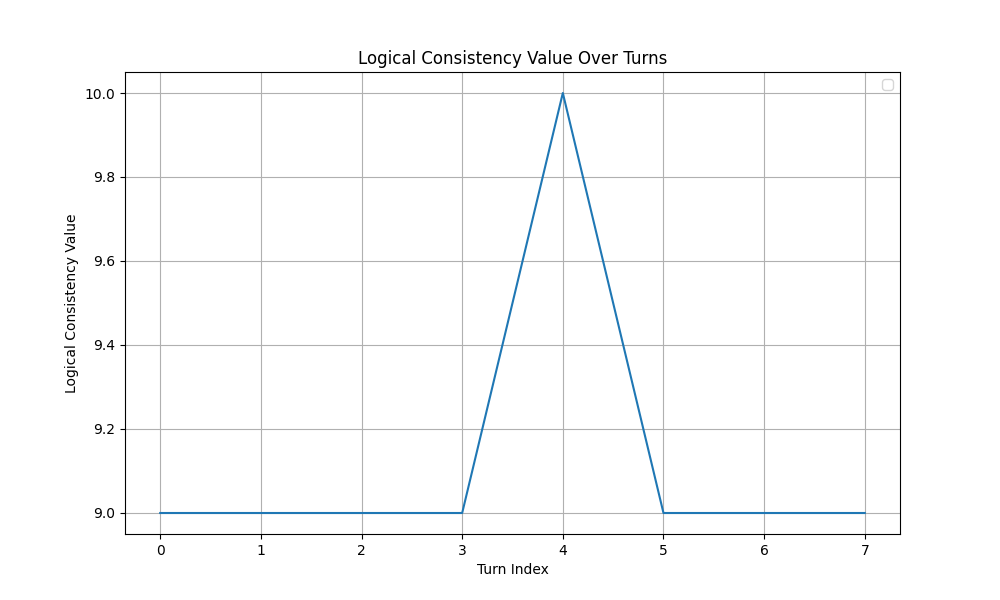 Logical Consistency Value Over Turns
10.0
9.8
9.6
9.4
9.2
9.0
Logical Consistency Value
0 1 2 3 4 5 6 7
Turn Index